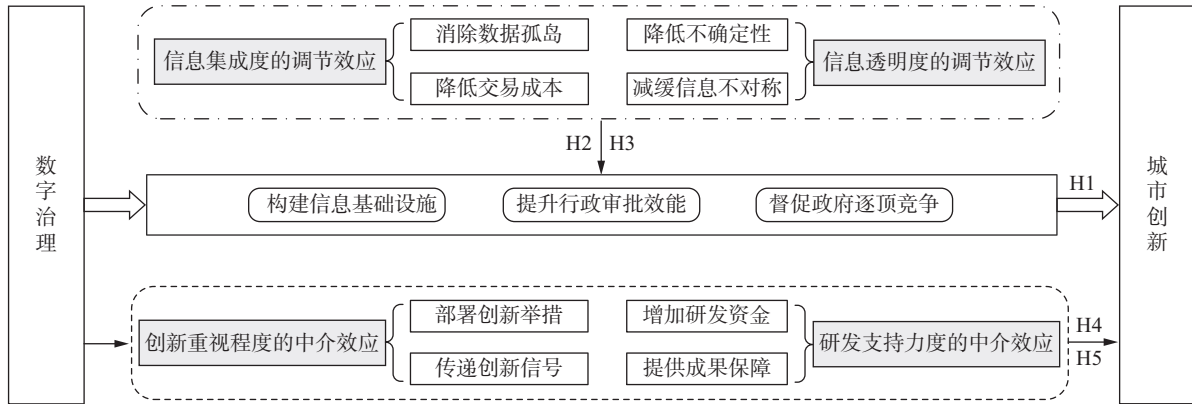 数字治理
信息集成度的调节效应
消除数据孤岛
降低交易成本
降低不确定性
减缓信息不对称
信息透明度的调节效应
H2 H3
构建信息基础设施
提升行政审批效能
督促政府逐顶竞争
H1
创新重视程度的中介效应
部署创新举措
传递创新信号
增加研发资金
提供成果保障
研发支持力度的中介效应
H4
H5
城市创新